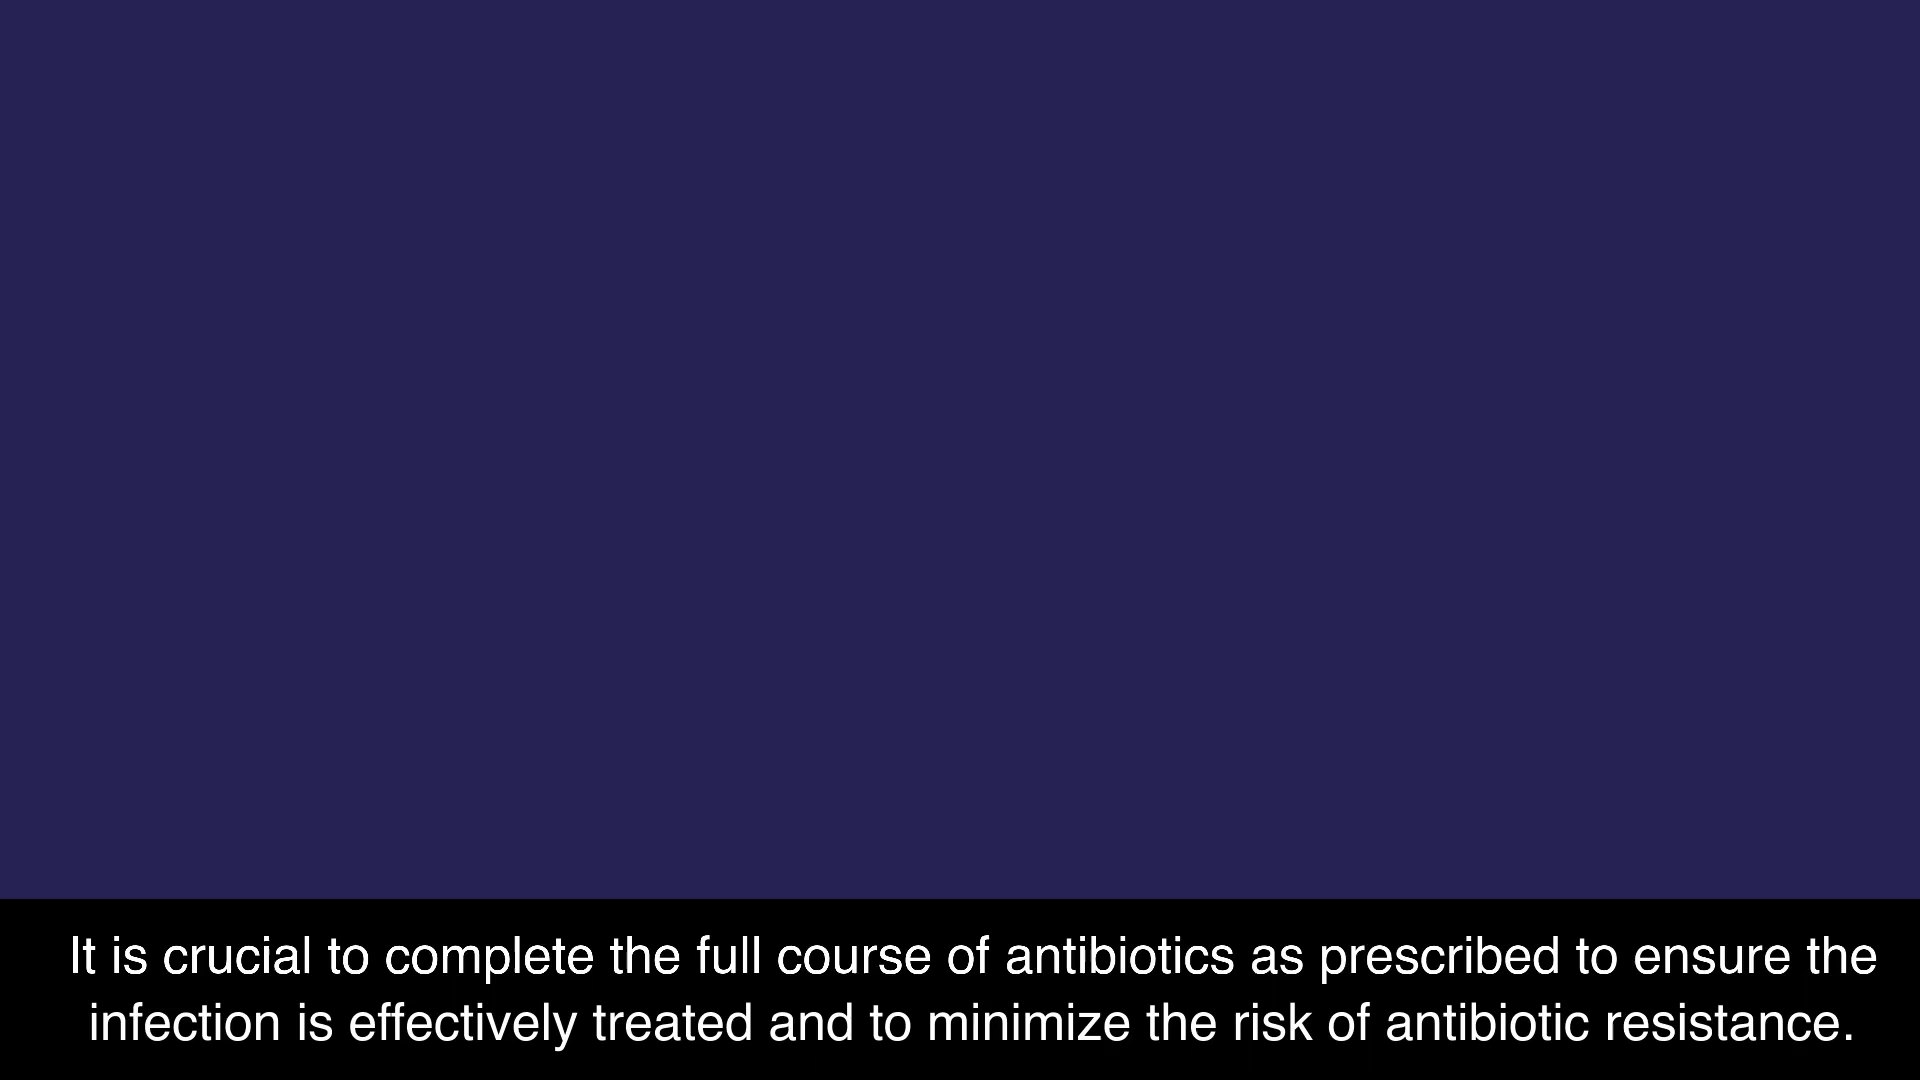 It is crucial to complete the full course of antibiotics as prescribed to ensure the
infection is effectively treated and to minimize the risk of antibiotic resistance.